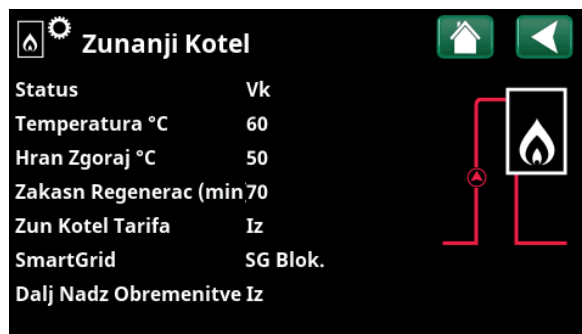 Zunanji Kotel
Status Vk
Temperatura °C 60
Hran Zgoraj °C 50
Zakasn Regenerac (min 70
Zun Kotel Tarifa Iz
SmartGrid SG Blok.
Dalj Nadz Obremenitve Iz